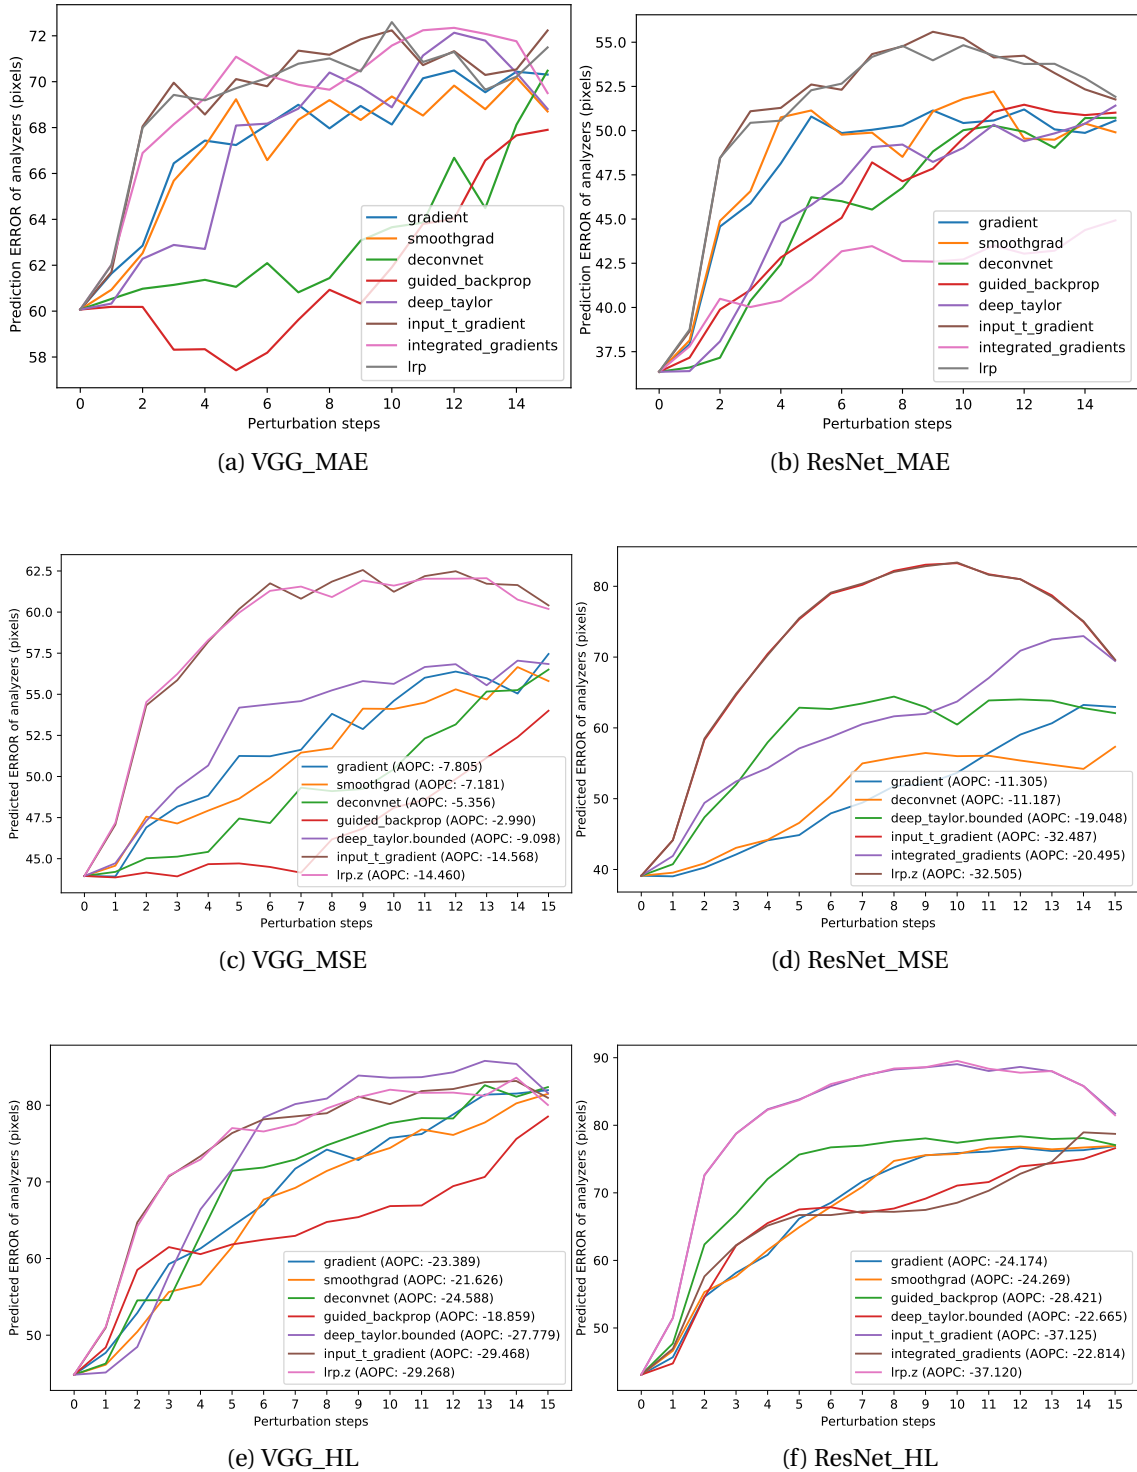 Prediction ERROR of analyzers (pixels)
72
70
68
66
64
62
60
58
gradient
smoothgrad
deconvnet
guided_backprop
deep_taylor
input_t_gradient
integrated_gradients
lrp
0 2 4 6 8 10 12 14
Perturbation steps
(a) VGG_MAE
Prediction ERROR of analyzers (pixels)
55.0
52.5
50.0
47.5
45.0
42.5
40.0
37.5
gradient
smoothgrad
deconvnet
guided_backprop
deep_taylor
input_t_gradient
integrated_gradients
lrp
0 2 4 6 8 10 12 14
Perturbation steps
(b) ResNet_MAE
Predicted ERROR of analyzers (pixels)
62.5
60.0
57.5
55.0
52.5
50.0
47.5
45.0
gradient (AOPC: -7.805)
smoothgrad (AOPC: -7.181)
deconvnet (AOPC: -5.356)
guided_backprop (AOPC: -2.990)
deep_taylor.bounded (AOPC: -9.098)
input_t_gradient (AOPC: -14.568)
lrp.z (AOPC: -14.460)
0 1 2 3 4 5 6 7 8 9 10 11 12 13 14 15
Perturbation steps
(c) VGG_MSE
Predicted ERROR of analyzers (pixels)
80
70
60
50
40
gradient (AOPC: -11.305)
deconvnet (AOPC: -11.187)
deep_taylor.bounded (AOPC: -19.048)
input_t_gradient (AOPC: -32.487)
integrated_gradients (AOPC: -20.495)
lrp.z (AOPC: -32.505)
0 1 2 3 4 5 6 7 8 9 10 11 12 13 14 15
Perturbation steps
(d) ResNet_MSE
Predicted ERROR of analyzers (pixels)
80
70
60
50
gradient (AOPC: -23.389)
smoothgrad (AOPC: -21.626)
deconvnet (AOPC: -24.588)
guided_backprop (AOPC: -18.859)
deep_taylor.bounded (AOPC: -27.779)
input_t_gradient (AOPC: -29.468)
lrp.z (AOPC: -29.268)
0 1 2 3 4 5 6 7 8 9 10 11 12 13 14 15
Perturbation steps
(e) VGG_HL
Predicted ERROR of analyzers (pixels)
90
80
70
60
50
gradient (AOPC: -24.174)
smoothgrad (AOPC: -24.269)
guided_backprop (AOPC: -28.421)
deep_taylor.bounded (AOPC: -22.665)
input_t_gradient (AOPC: -37.125)
integrated_gradients (AOPC: -22.814)
lrp.z (AOPC: -37.120)
0 1 2 3 4 5 6 7 8 9 10 11 12 13 14 15
Perturbation steps
(f) ResNet_HL